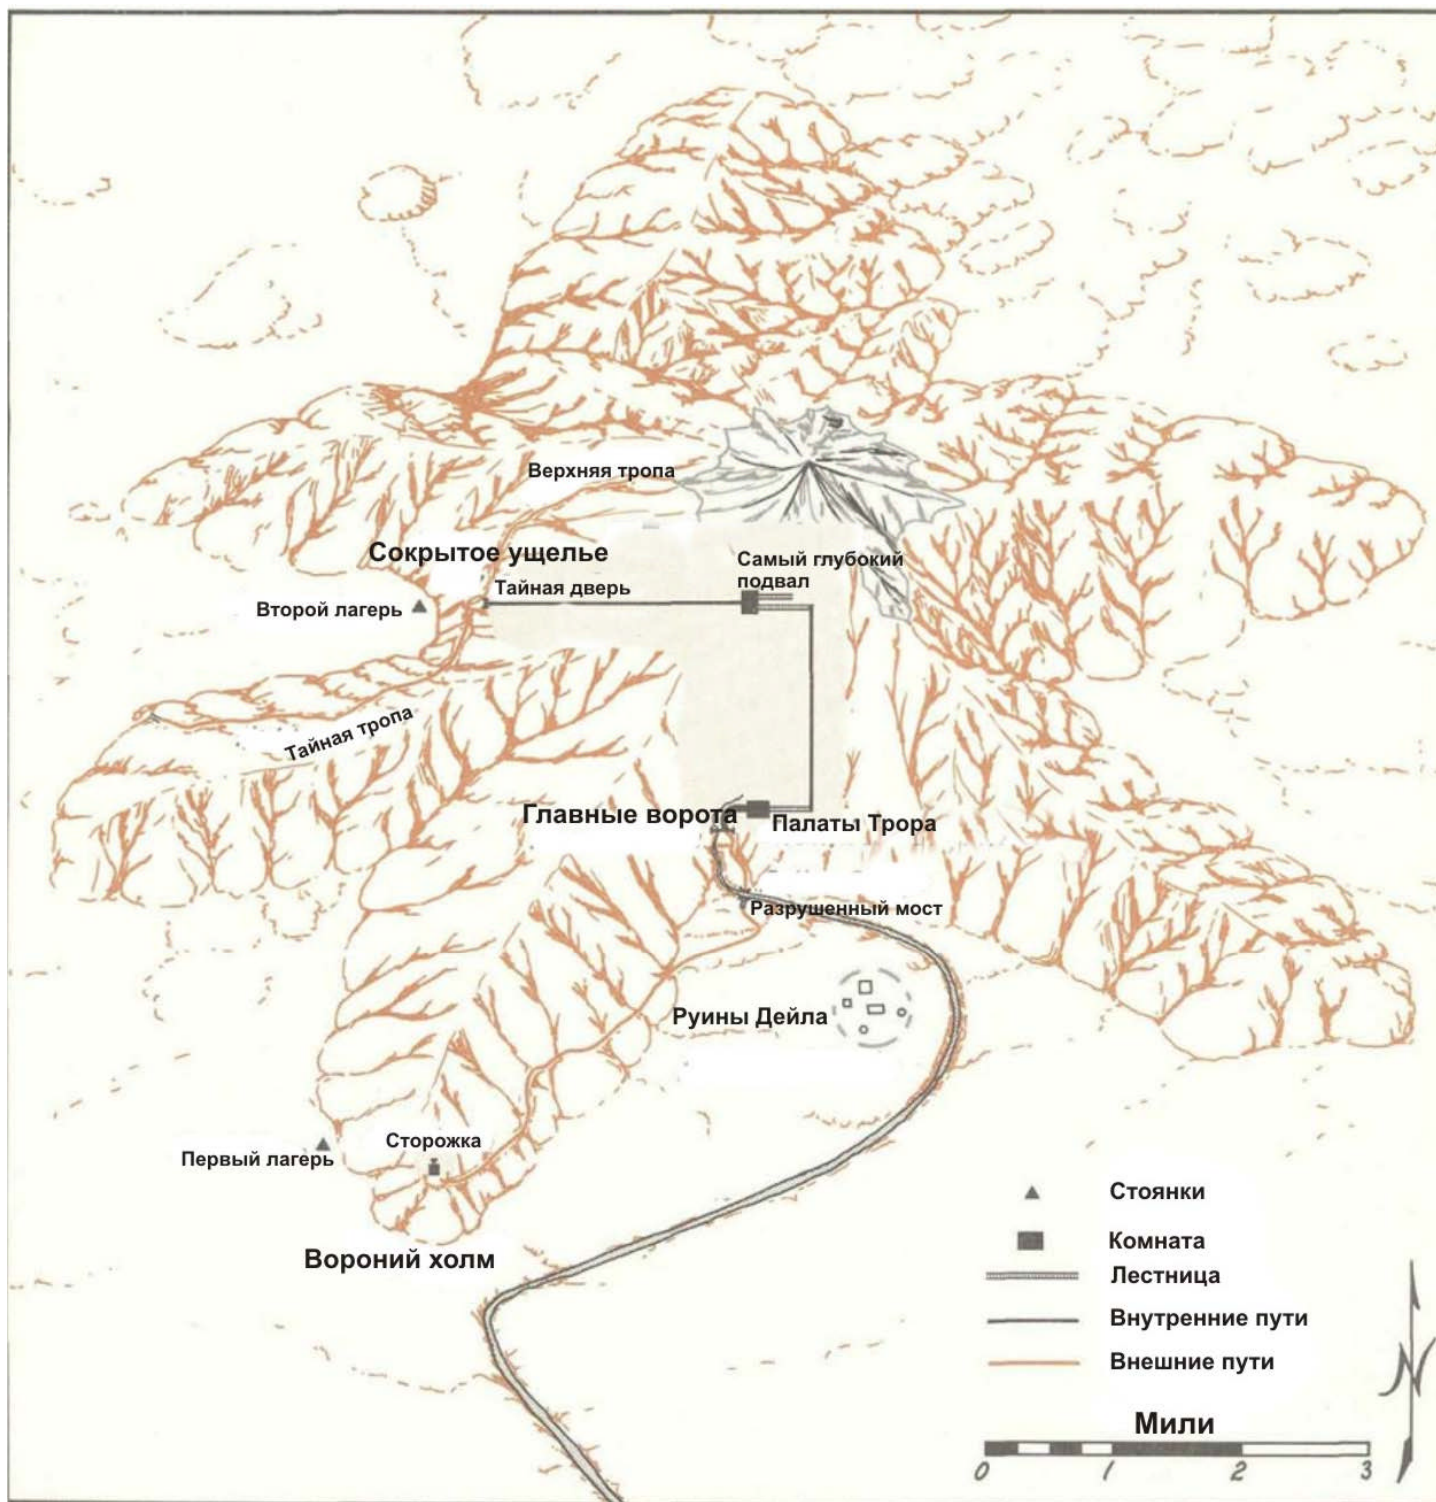 Верхняя тропа
Сокрытое ущелье
Самый глубокий
подвал
Тайная дверь
Второй лагерь
Тайная тропа
Главные ворота
Палаты Трора
Разрушенный мост
Руины Дейла
Сторожка
Первый лагерь
Вороний холм
Стоянки
Комната
Лестница
Внутренние пути
Внешние пути
N
Мили
0 1 2 3